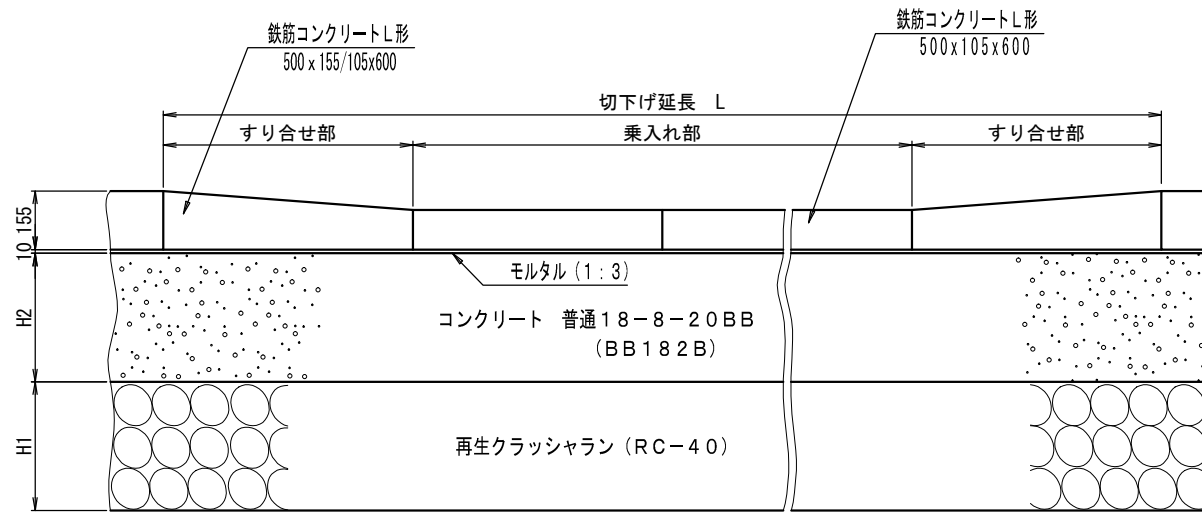 鉄筋コンクリートL形
500x155/105x600
鉄筋コンクリートL形
500x105x600
切下げ延長 L
すり合せ部
乗入れ部
すり合せ部
155
10
モルタル(1:3)
H2
コンクリート 普通18-8-20BB
(BB182B)
H1
再生クラッシャラン(RC-40)